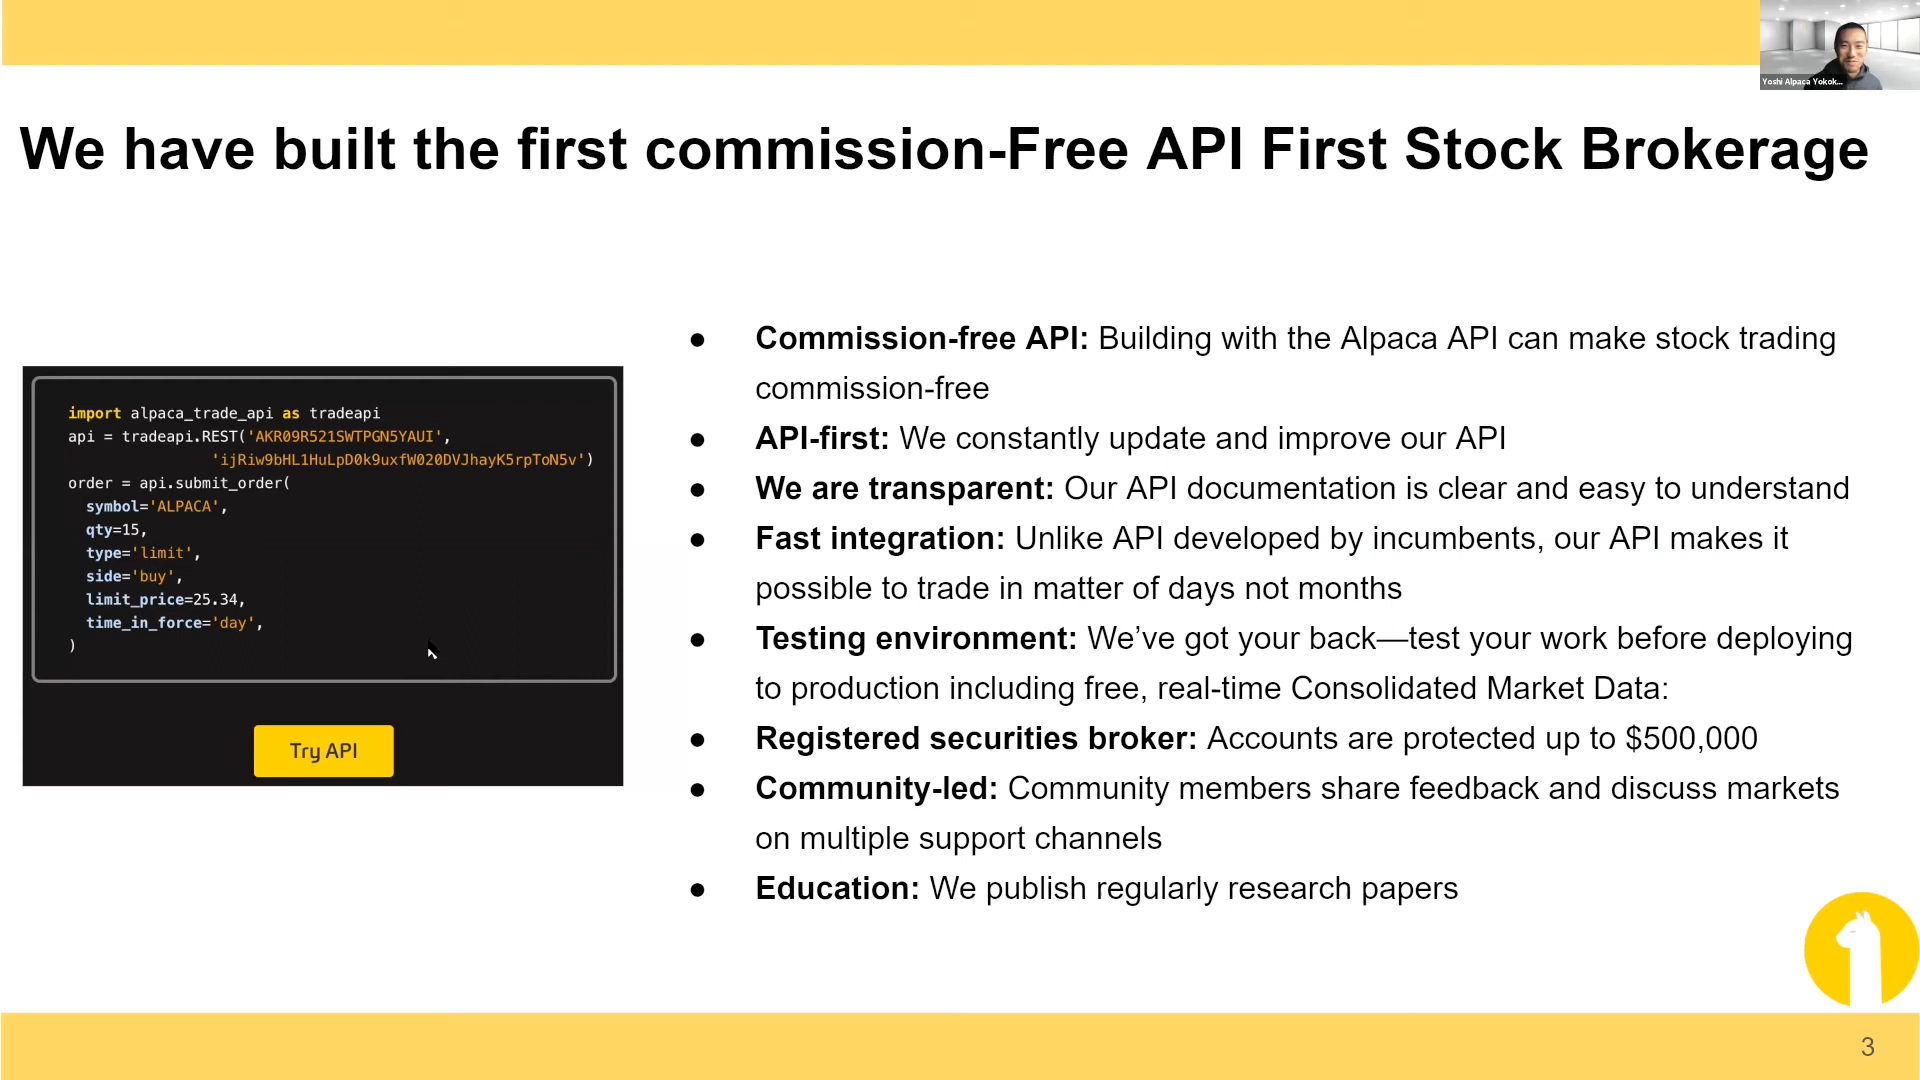 Yoshi Alpaca Yokok...
We have built the first commission-Free API First Stock Brokerage
import alpaca_trade_api as tradeapi
api = tradeapi.REST('AKR09R521SWTPGN5YAUI',
'ijRiw9bHL1HuLpD0k9uxfW020DVJhayK5rpToN5v')
order = api.submit_order(
symbol='ALPACA',
qty=15,
type='limit',
side='buy',
limit_price=25.34,
time_in_force='day',
)
Try API
● Commission-free API: Building with the Alpaca API can make stock trading
commission-free
● API-first: We constantly update and improve our API
● We are transparent: Our API documentation is clear and easy to understand
● Fast integration: Unlike API developed by incumbents, our API makes it
possible to trade in matter of days not months
● Testing environment: We’ve got your back—test your work before deploying
to production including free, real-time Consolidated Market Data:
● Registered securities broker: Accounts are protected up to $500,000
● Community-led: Community members share feedback and discuss markets
on multiple support channels
● Education: We publish regularly research papers
3